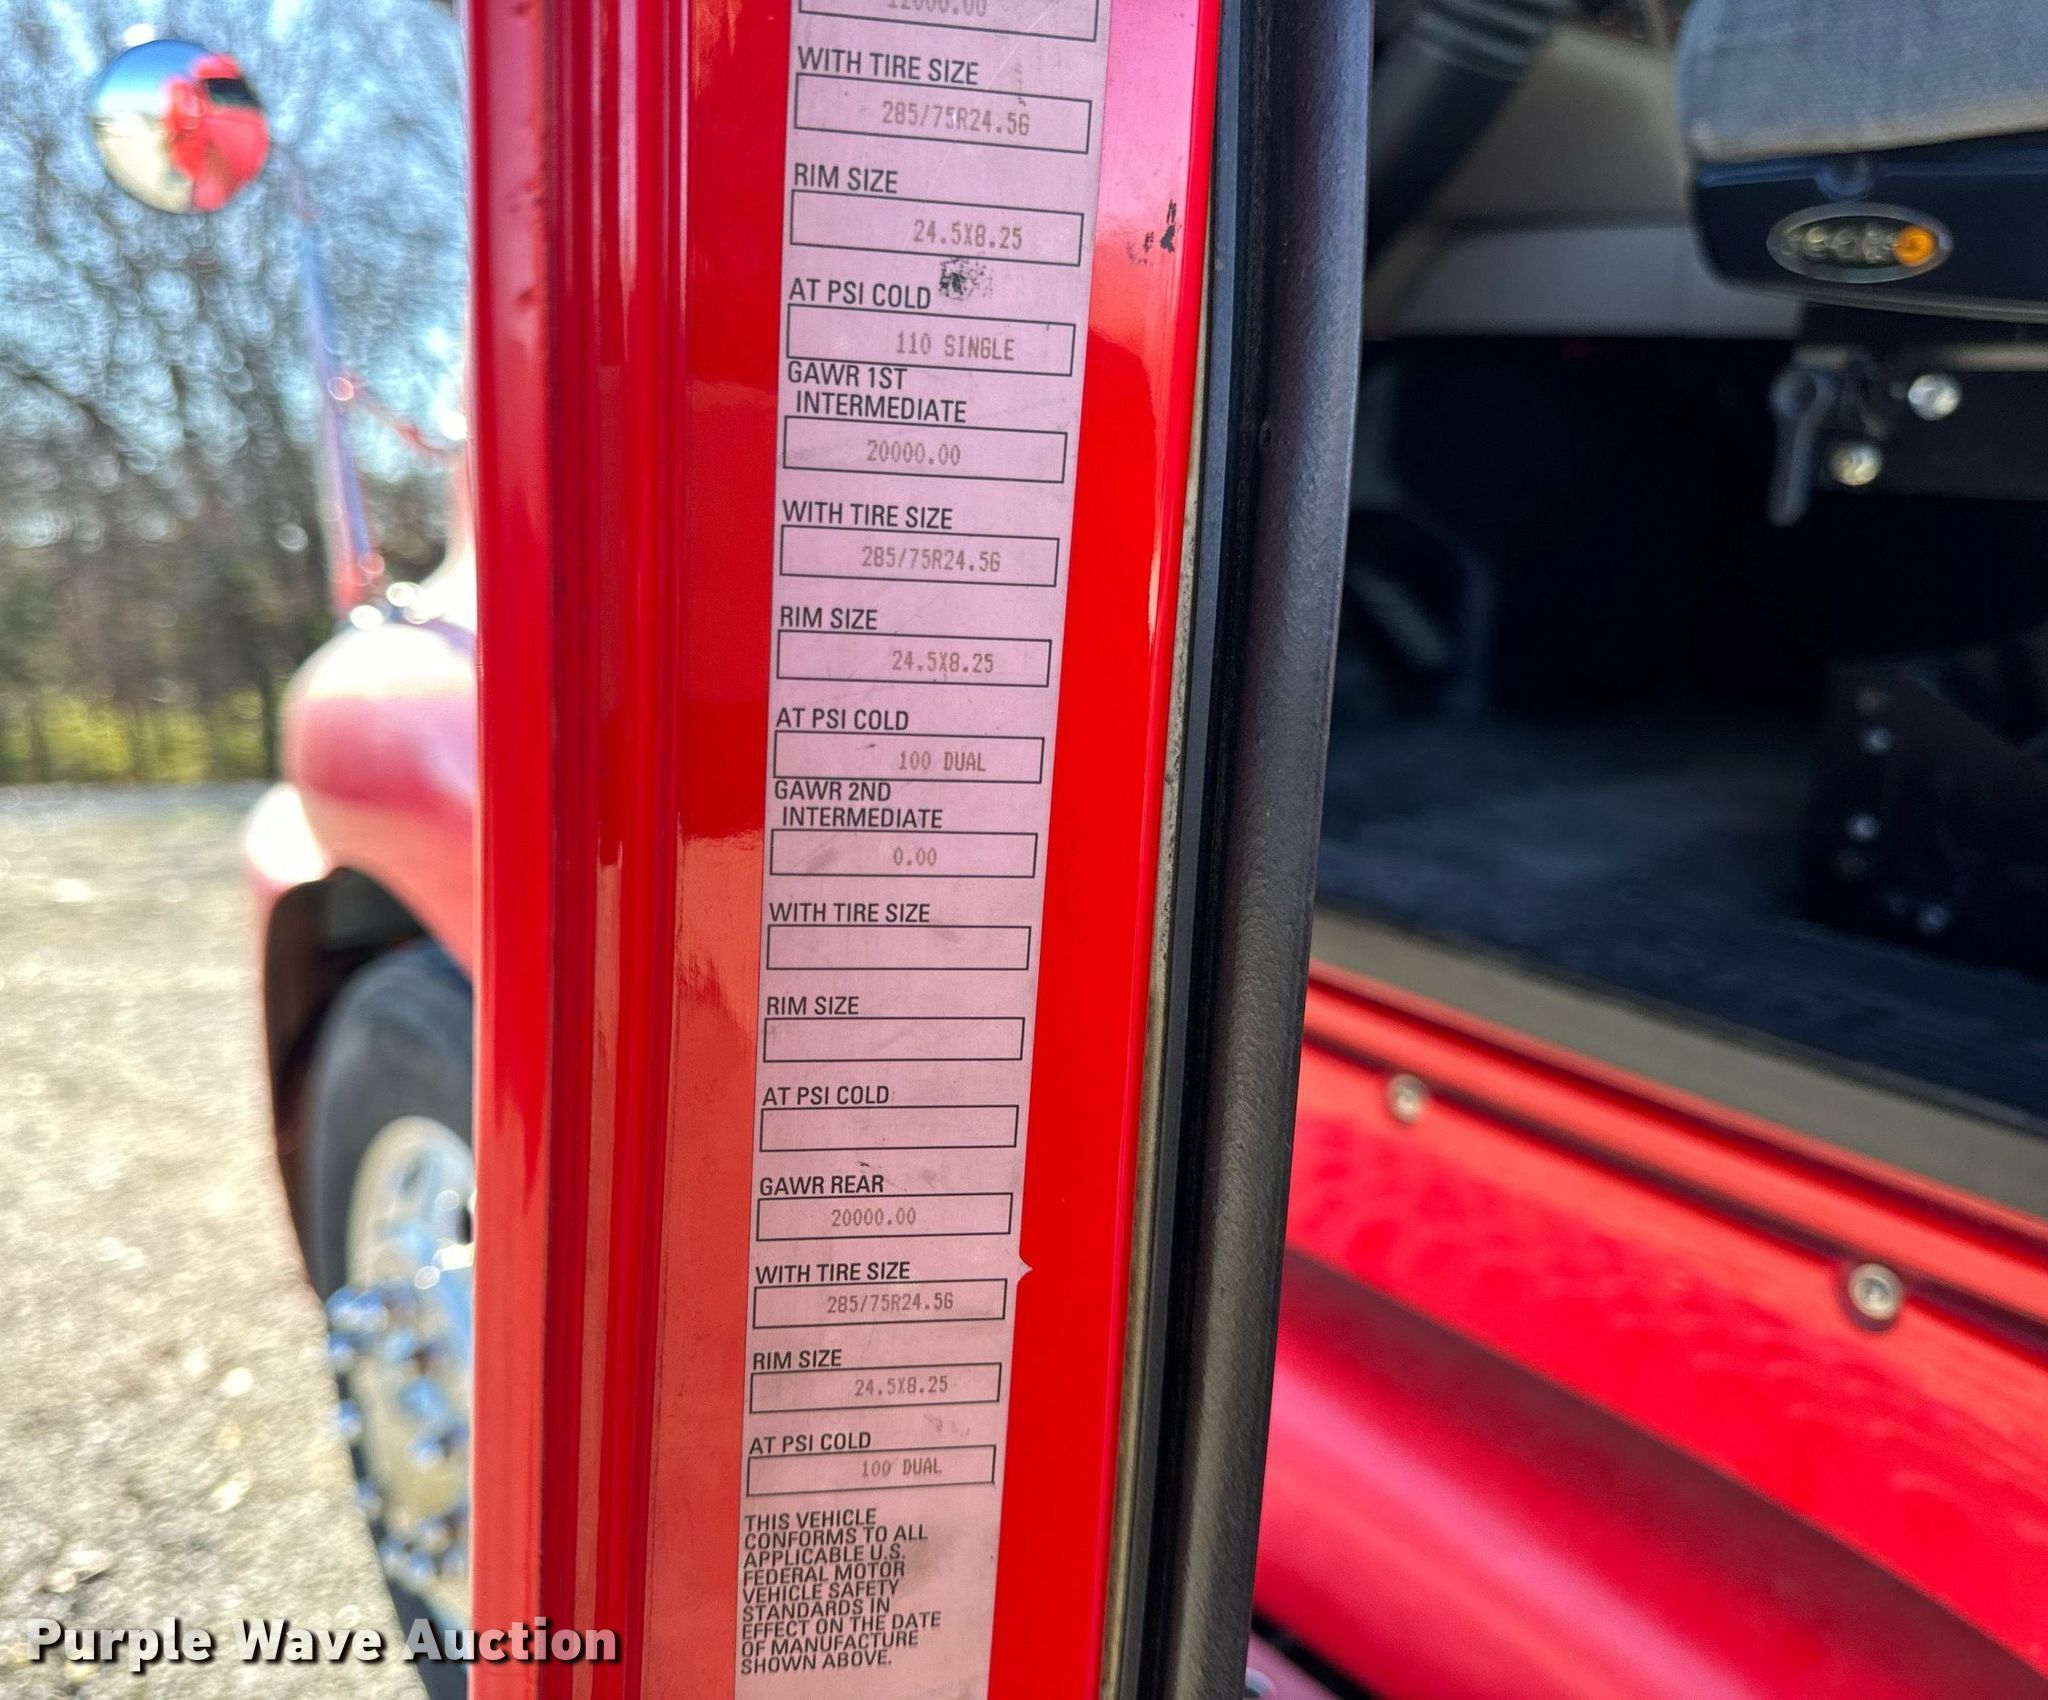 12000.00
WITH TIRE SIZE
285/75R24.5G
RIM SIZE
24.5X8.25
AT PSI COLD
110 SINGLE
GAWR 1ST
INTERMEDIATE
20000.00
WITH TIRE SIZE
285/75R24.5G
RIM SIZE
24.5X8.25
AT PSI COLD
100 DUAL
GAWR 2ND
INTERMEDIATE
0.00
WITH TIRE SIZE
RIM SIZE
AT PSI COLD
GAWR REAR
20000.00
WITH TIRE SIZE
285/75R24.5G
RIM SIZE
24.5X8.25
AT PSI COLD
100 DUAL
THIS VEHICLE
CONFORMS TO ALL
APPLICABLE U.S.
FEDERAL MOTOR
VEHICLE SAFETY
STANDARDS IN
EFFECT ON THE DATE
OF MANUFACTURE
SHOWN ABOVE.
Purple Wave Auction